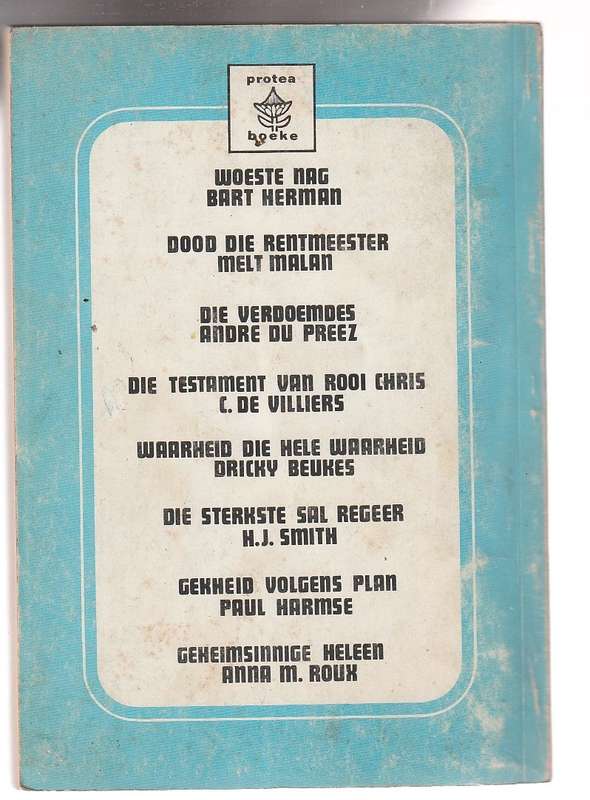 protea
boeke
WOESTE NAG
BART HERMAN
DOOD DIE RENTMEESTER
MELT MALAN
DIE VERDOEMDES
ANDRE DU PREEZ
DIE TESTAMENT VAN ROOI CHRIS
C. DE VILLIERS
WAARHEID DIE HELE WAARHEID
DRICKY BEUKES
DIE STERKSTE SAL REGEER
H.J. SMITH
GEKHEID VOLGENS PLAN
PAUL HARMSE
GEHEIMSINNIGE HELEEN
ANNA M. ROUX